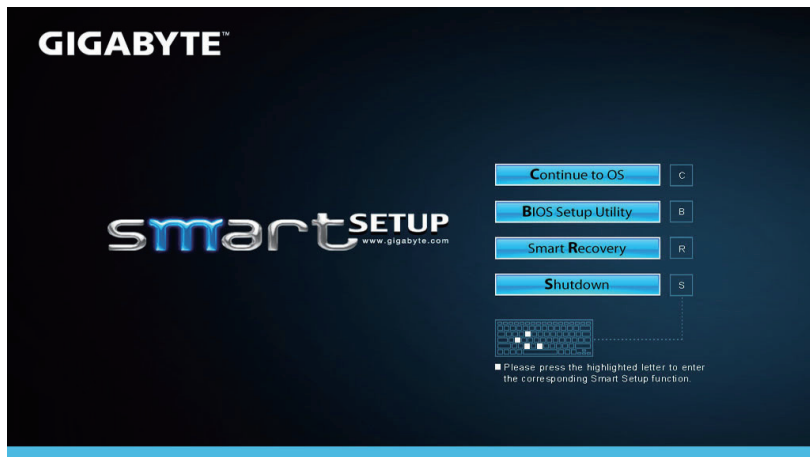 GIGABYTE™
smart SETUP
www.gigabyte.com
Continue to OS C
BIOS Setup Utility B
Smart Recovery R
Shutdown S
Please press the highlighted letter to enter
the corresponding Smart Setup function.